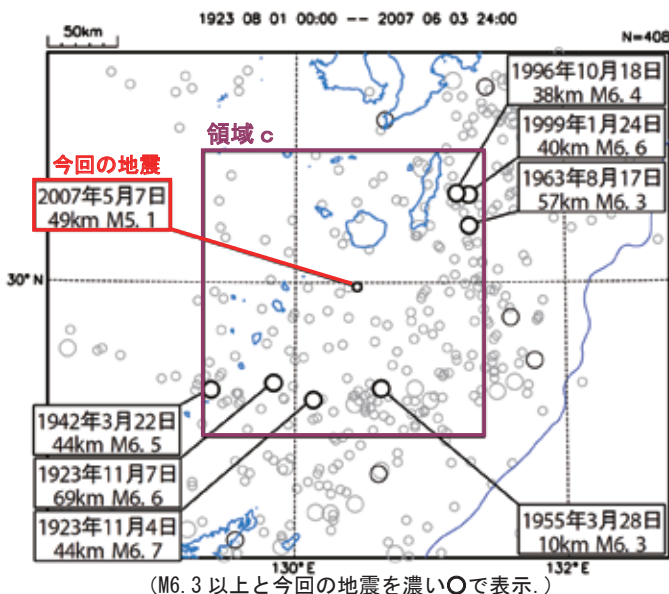 1923 08 01 00:00 -- 2007 06 03 24:00
50km
N=408
1996年10月18日
38km M6.4
1999年1月24日
40km M6.6
1963年8月17日
57km M6.3
領域 c
今回の地震
2007年5月7日
49km M5.1
30°N
1942年3月22日
44km M6.5
1923年11月7日
69km M6.6
1923年11月4日
44km M6.7
1955年3月28日
10km M6.3
130°E
132°E
(M6.3 以上と今回の地震を濃い○で表示.)